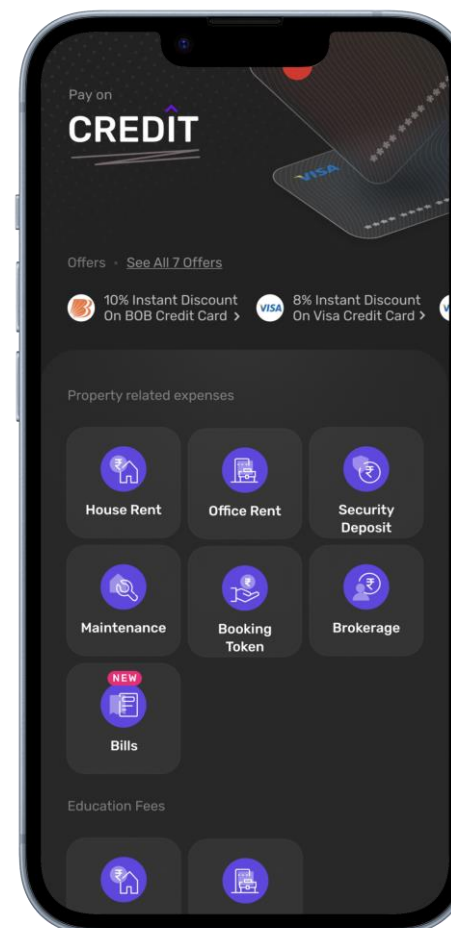 Pay on
CREDIT
VISA
Offers • See All 7 Offers
10% Instant Discount
On BOB Credit Card >
VISA
8% Instant Discount
On Visa Credit Card >
Property related expenses
House Rent
Office Rent
Security
Deposit
Maintenance
Booking
Token
Brokerage
NEW
Bills
Education Fees